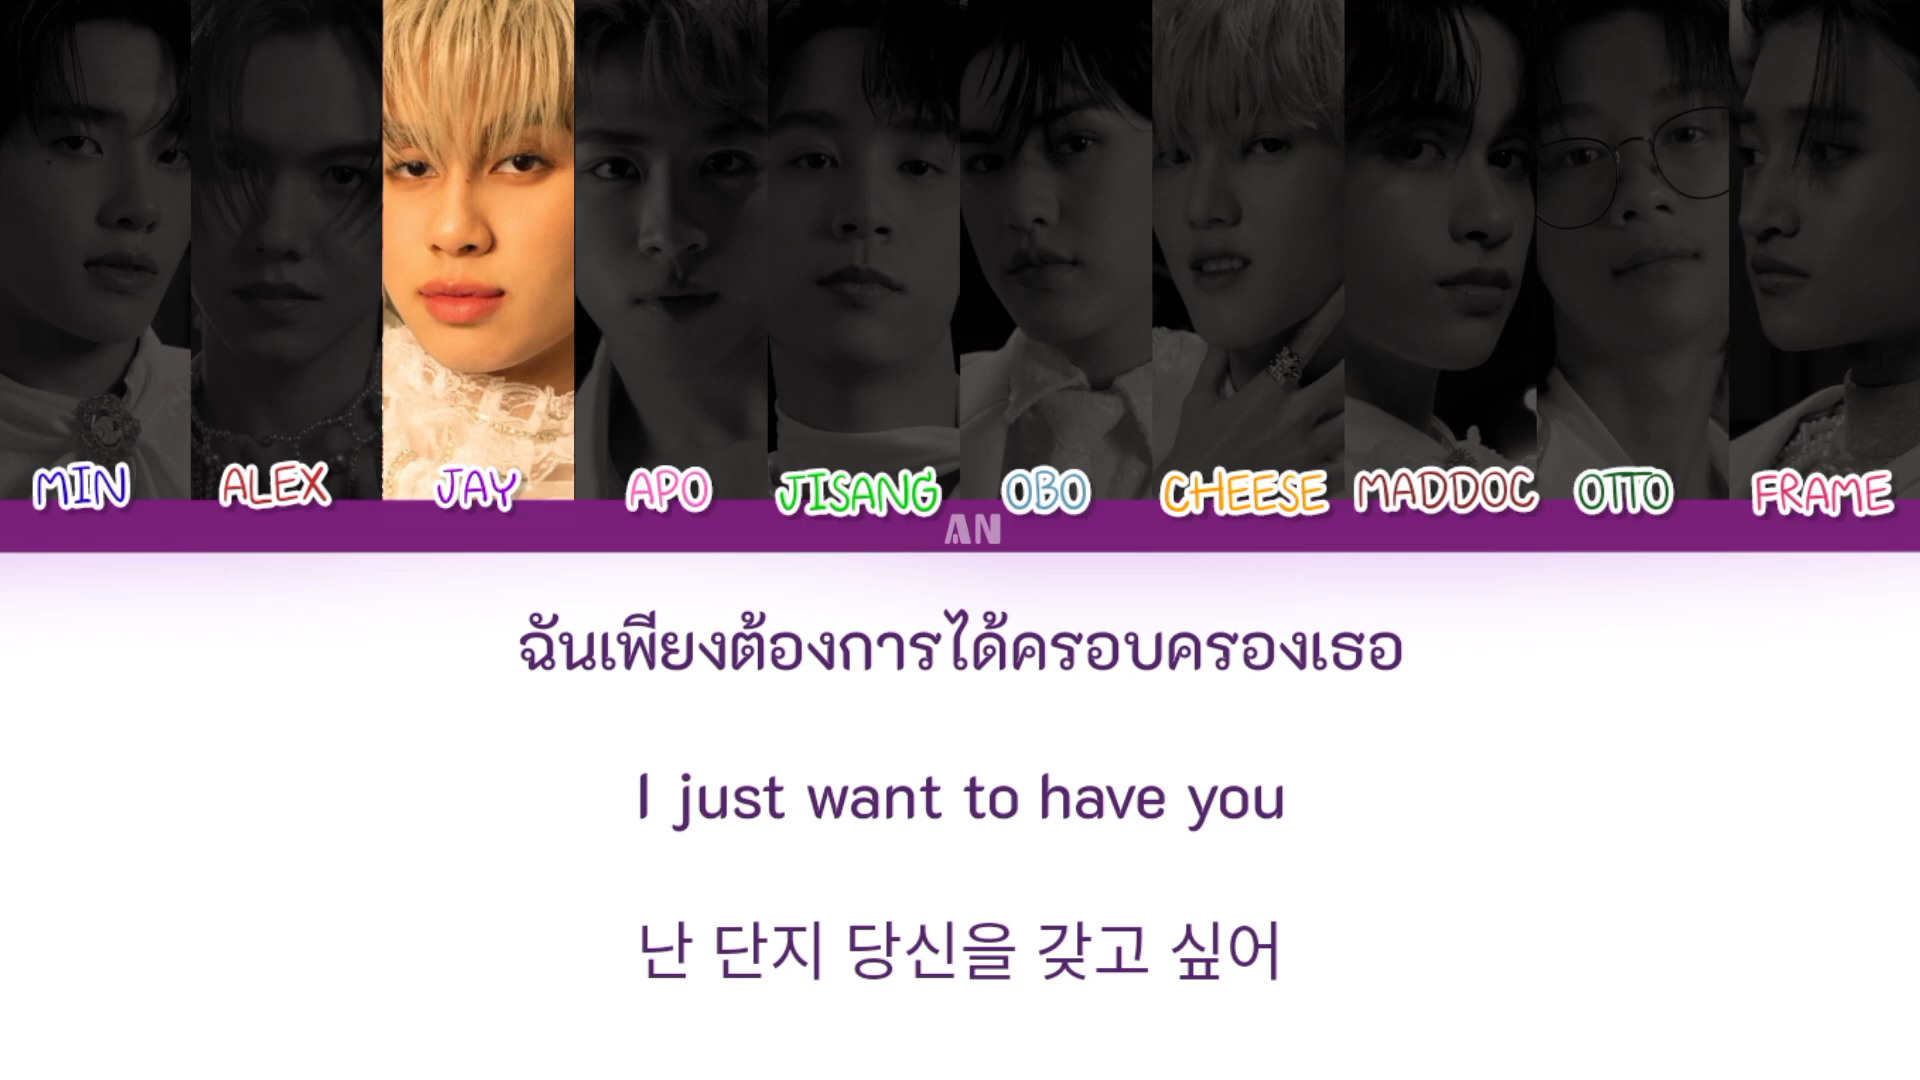 MIN ALEX JAY APO JISANG OBO CHEESE MADDOC OTTO FRAME
AN
ฉันเพียงต้องการได้ครอบครองเธอ
I just want to have you
난 단지 당신을 갖고 싶어